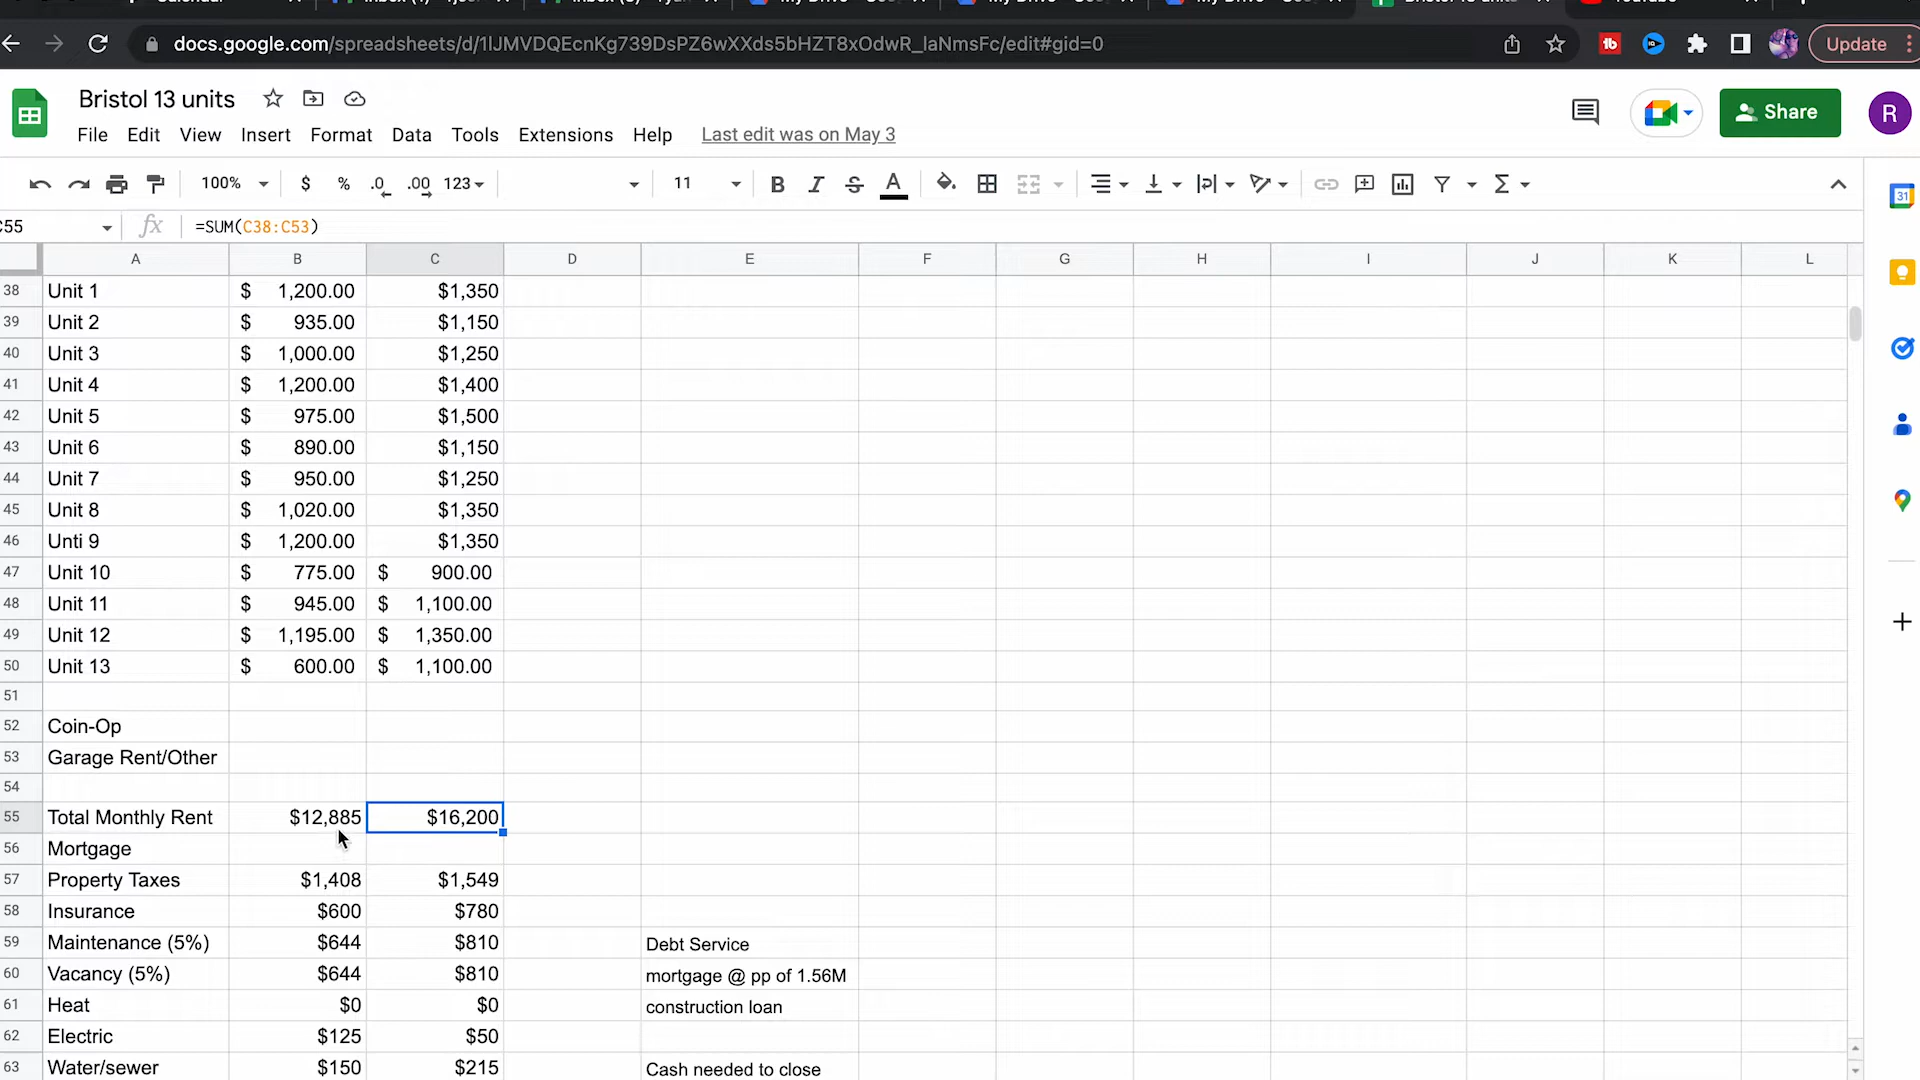 docs.google.com/spreadsheets/d/1lJMVDQEcnKg739DsPZ6wXXds5bHZT8xOdwR_laNmsFc/edit#gid=0
Update
Bristol 13 units
Share
R
File Edit View Insert Format Data Tools Extensions Help Last edit was on May 3
100% $ % .0 .00 123 11 B I S A
31
C55 fx =SUM(C38:C53)
A B C D E F G H I J K L
38 Unit 1 $ 1,200.00 $1,350
39 Unit 2 $ 935.00 $1,150
40 Unit 3 $ 1,000.00 $1,250
41 Unit 4 $ 1,200.00 $1,400
42 Unit 5 $ 975.00 $1,500
43 Unit 6 $ 890.00 $1,150
44 Unit 7 $ 950.00 $1,250
45 Unit 8 $ 1,020.00 $1,350
46 Unti 9 $ 1,200.00 $1,350
47 Unit 10 $ 775.00 $ 900.00
48 Unit 11 $ 945.00 $ 1,100.00
49 Unit 12 $ 1,195.00 $ 1,350.00
50 Unit 13 $ 600.00 $ 1,100.00
51
52 Coin-Op
53 Garage Rent/Other
54
55 Total Monthly Rent $12,885 $16,200
56 Mortgage
57 Property Taxes $1,408 $1,549
58 Insurance $600 $780
59 Maintenance (5%) $644 $810 Debt Service
60 Vacancy (5%) $644 $810 mortgage @ pp of 1.56M
61 Heat $0 $0 construction loan
62 Electric $125 $50
63 Water/sewer $150 $215 Cash needed to close